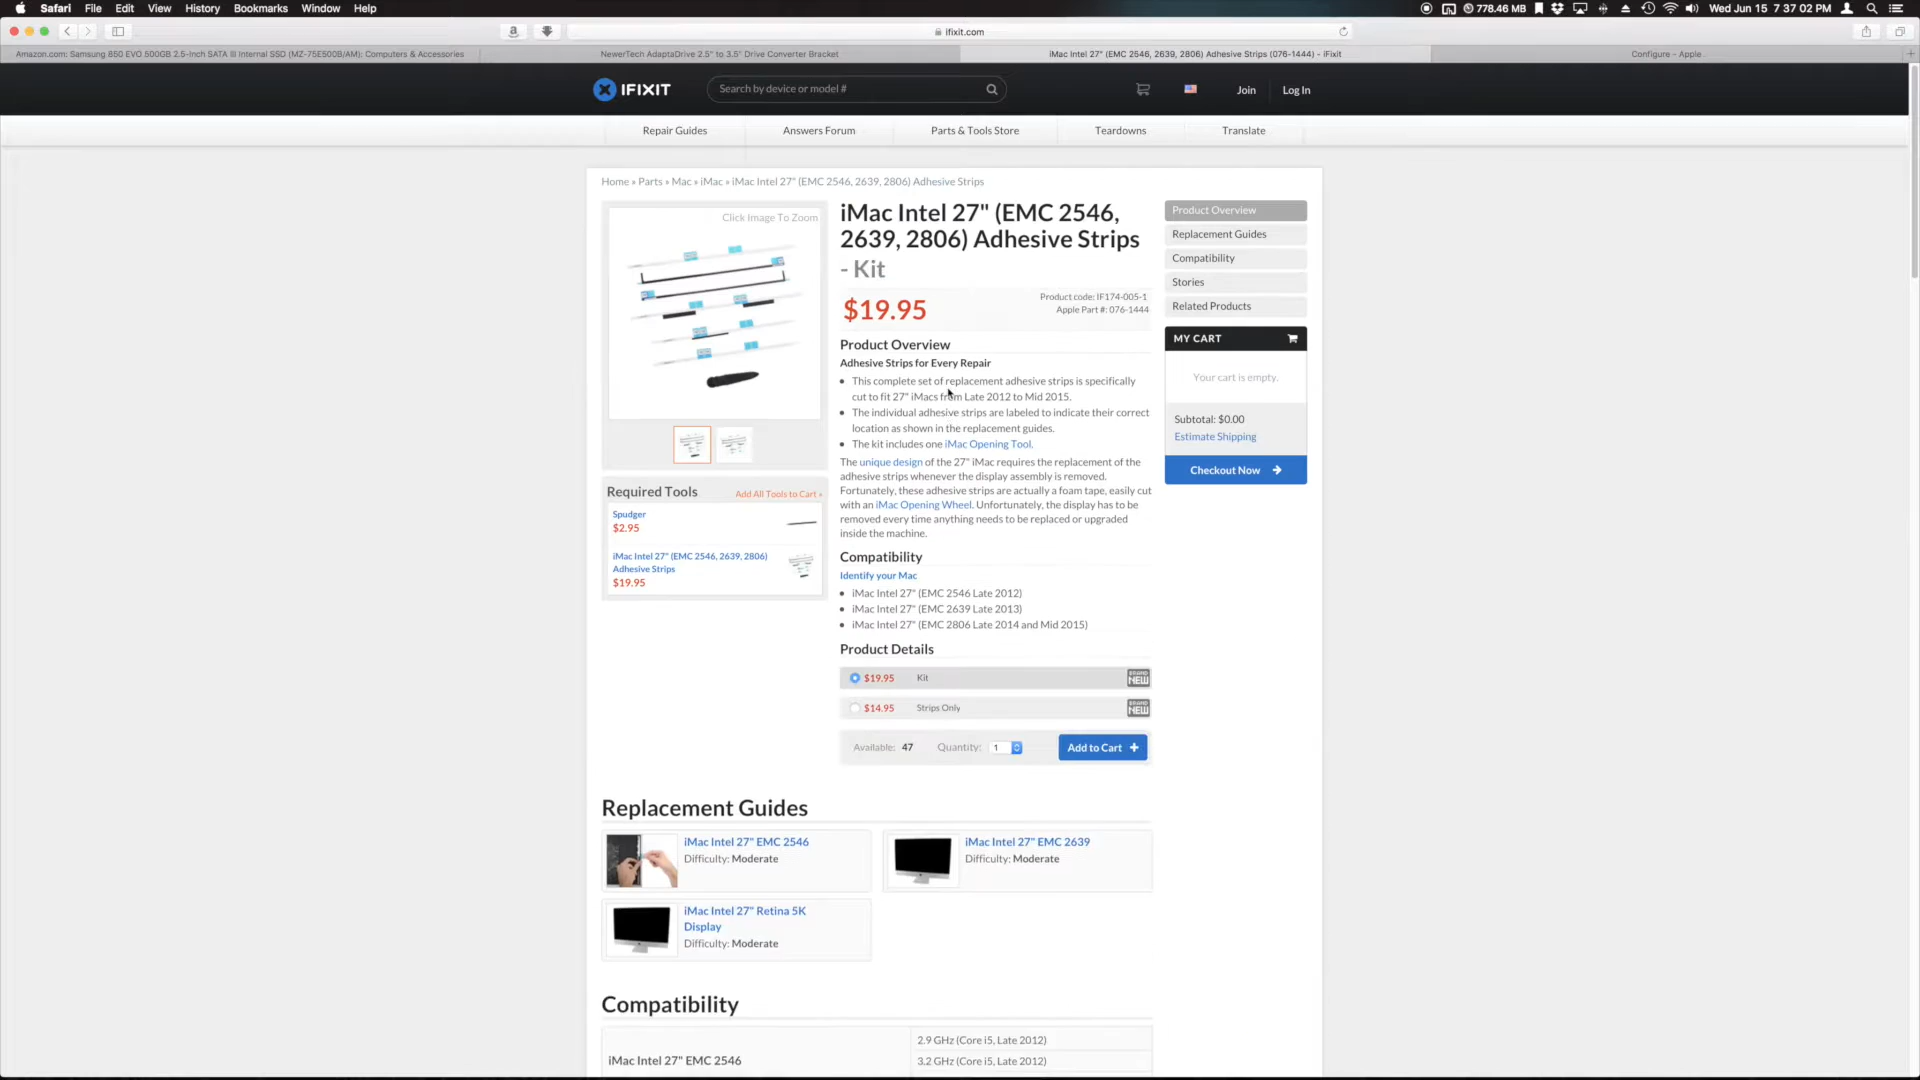 Safari File Edit View History Bookmarks Window Help
778.46 MB
Wed Jun 15 7 37 02 PM
ifixit.com
Amazon.com: Samsung 850 EVO 500GB 2.5-Inch SATA III Internal SSD (MZ-75E500B/AM): Computers & Accessories
NewerTech AdaptaDrive 2.5" to 3.5" Drive Converter Bracket
iMac Intel 27" (EMC 2546, 2639, 2806) Adhesive Strips (076-1444) - iFixit
Configure - Apple
IFIXIT
Search by device or model #
Join
Log In
Repair Guides
Answers Forum
Parts & Tools Store
Teardowns
Translate
Home » Parts » Mac » iMac » iMac Intel 27" (EMC 2546, 2639, 2806) Adhesive Strips
Click Image To Zoom
Required Tools
Add All Tools to Cart »
Spudger
$2.95
iMac Intel 27" (EMC 2546, 2639, 2806)
Adhesive Strips
$19.95
iMac Intel 27" (EMC 2546,
2639, 2806) Adhesive Strips
- Kit
$19.95
Product code: IF174-005-1
Apple Part #: 076-1444
Product Overview
Adhesive Strips for Every Repair
This complete set of replacement adhesive strips is specifically
cut to fit 27" iMacs from Late 2012 to Mid 2015.
The individual adhesive strips are labeled to indicate their correct
location as shown in the replacement guides.
The kit includes one iMac Opening Tool.
The unique design of the 27" iMac requires the replacement of the
adhesive strips whenever the display assembly is removed.
Fortunately, these adhesive strips are actually a foam tape, easily cut
with an iMac Opening Wheel. Unfortunately, the display has to be
removed every time anything needs to be replaced or upgraded
inside the machine.
Compatibility
Identify your Mac
iMac Intel 27" (EMC 2546 Late 2012)
iMac Intel 27" (EMC 2639 Late 2013)
iMac Intel 27" (EMC 2806 Late 2014 and Mid 2015)
Product Details
$19.95 Kit
BRAND NEW
$14.95 Strips Only
BRAND NEW
Available: 47 Quantity: 1
Add to Cart +
Product Overview
Replacement Guides
Compatibility
Stories
Related Products
MY CART
Your cart is empty.
Subtotal: $0.00
Estimate Shipping
Checkout Now
Replacement Guides
iMac Intel 27" EMC 2546
Difficulty: Moderate
iMac Intel 27" EMC 2639
Difficulty: Moderate
iMac Intel 27" Retina 5K
Display
Difficulty: Moderate
Compatibility
iMac Intel 27" EMC 2546
2.9 GHz (Core i5, Late 2012)
3.2 GHz (Core i5, Late 2012)